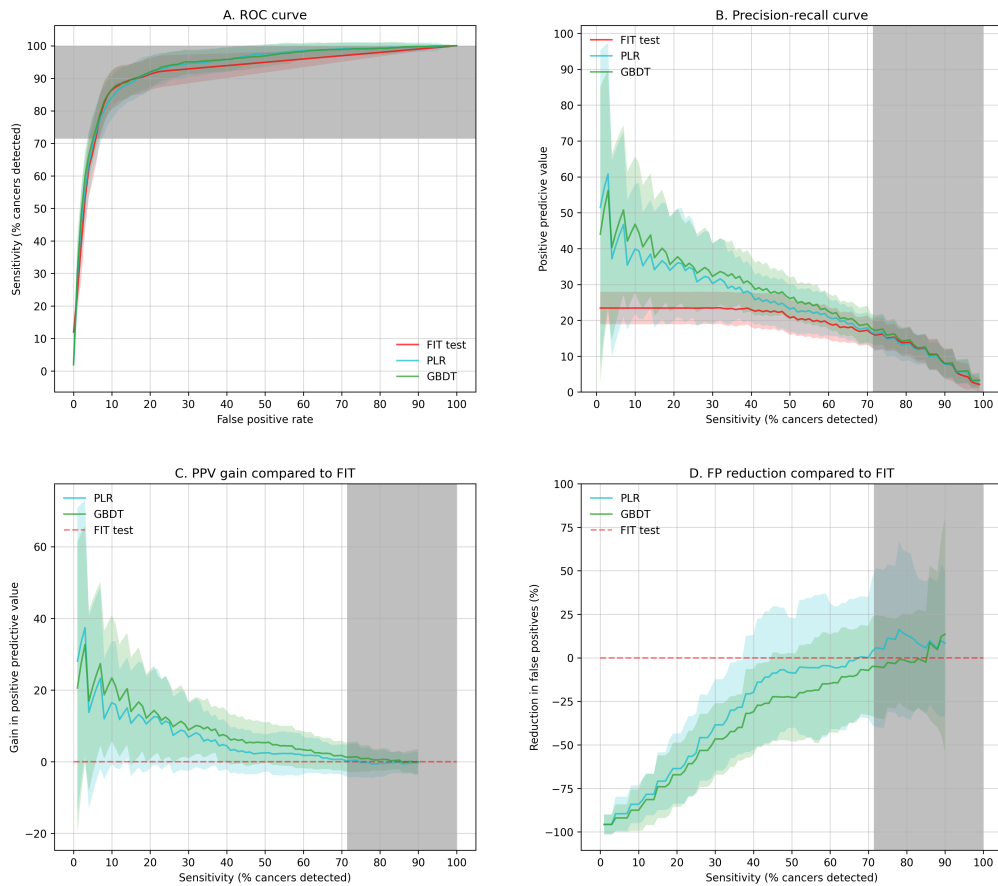 A. ROC curve
100
90
80
70
60
50
40
30
20
10
0
Sensitivity (% cancers detected)
FIT test
PLR
GBDT
0 10 20 30 40 50 60 70 80 90 100
False positive rate
B. Precision-recall curve
FIT test
PLR
GBDT
100
90
80
70
60
50
40
30
20
10
0
Positive predicive value
0 10 20 30 40 50 60 70 80 90 100
Sensitivity (% cancers detected)
C. PPV gain compared to FIT
PLR
GBDT
FIT test
60
40
20
0
−20
Gain in positive predictive value
0 10 20 30 40 50 60 70 80 90 100
Sensitivity (% cancers detected)
D. FP reduction compared to FIT
PLR
GBDT
FIT test
100
75
50
25
0
−25
−50
−75
−100
Reduction in false positives (%)
0 10 20 30 40 50 60 70 80 90 100
Sensitivity (% cancers detected)